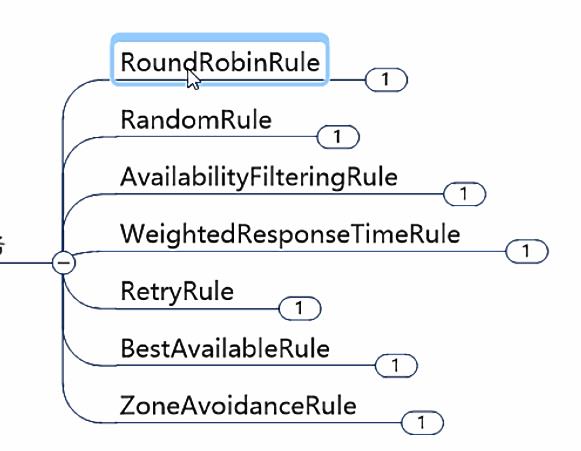 RoundRobinRule
1
RandomRule
1
AvailabilityFilteringRule
1
WeightedResponseTimeRule
1
RetryRule
1
BestAvailableRule
1
ZoneAvoidanceRule
1